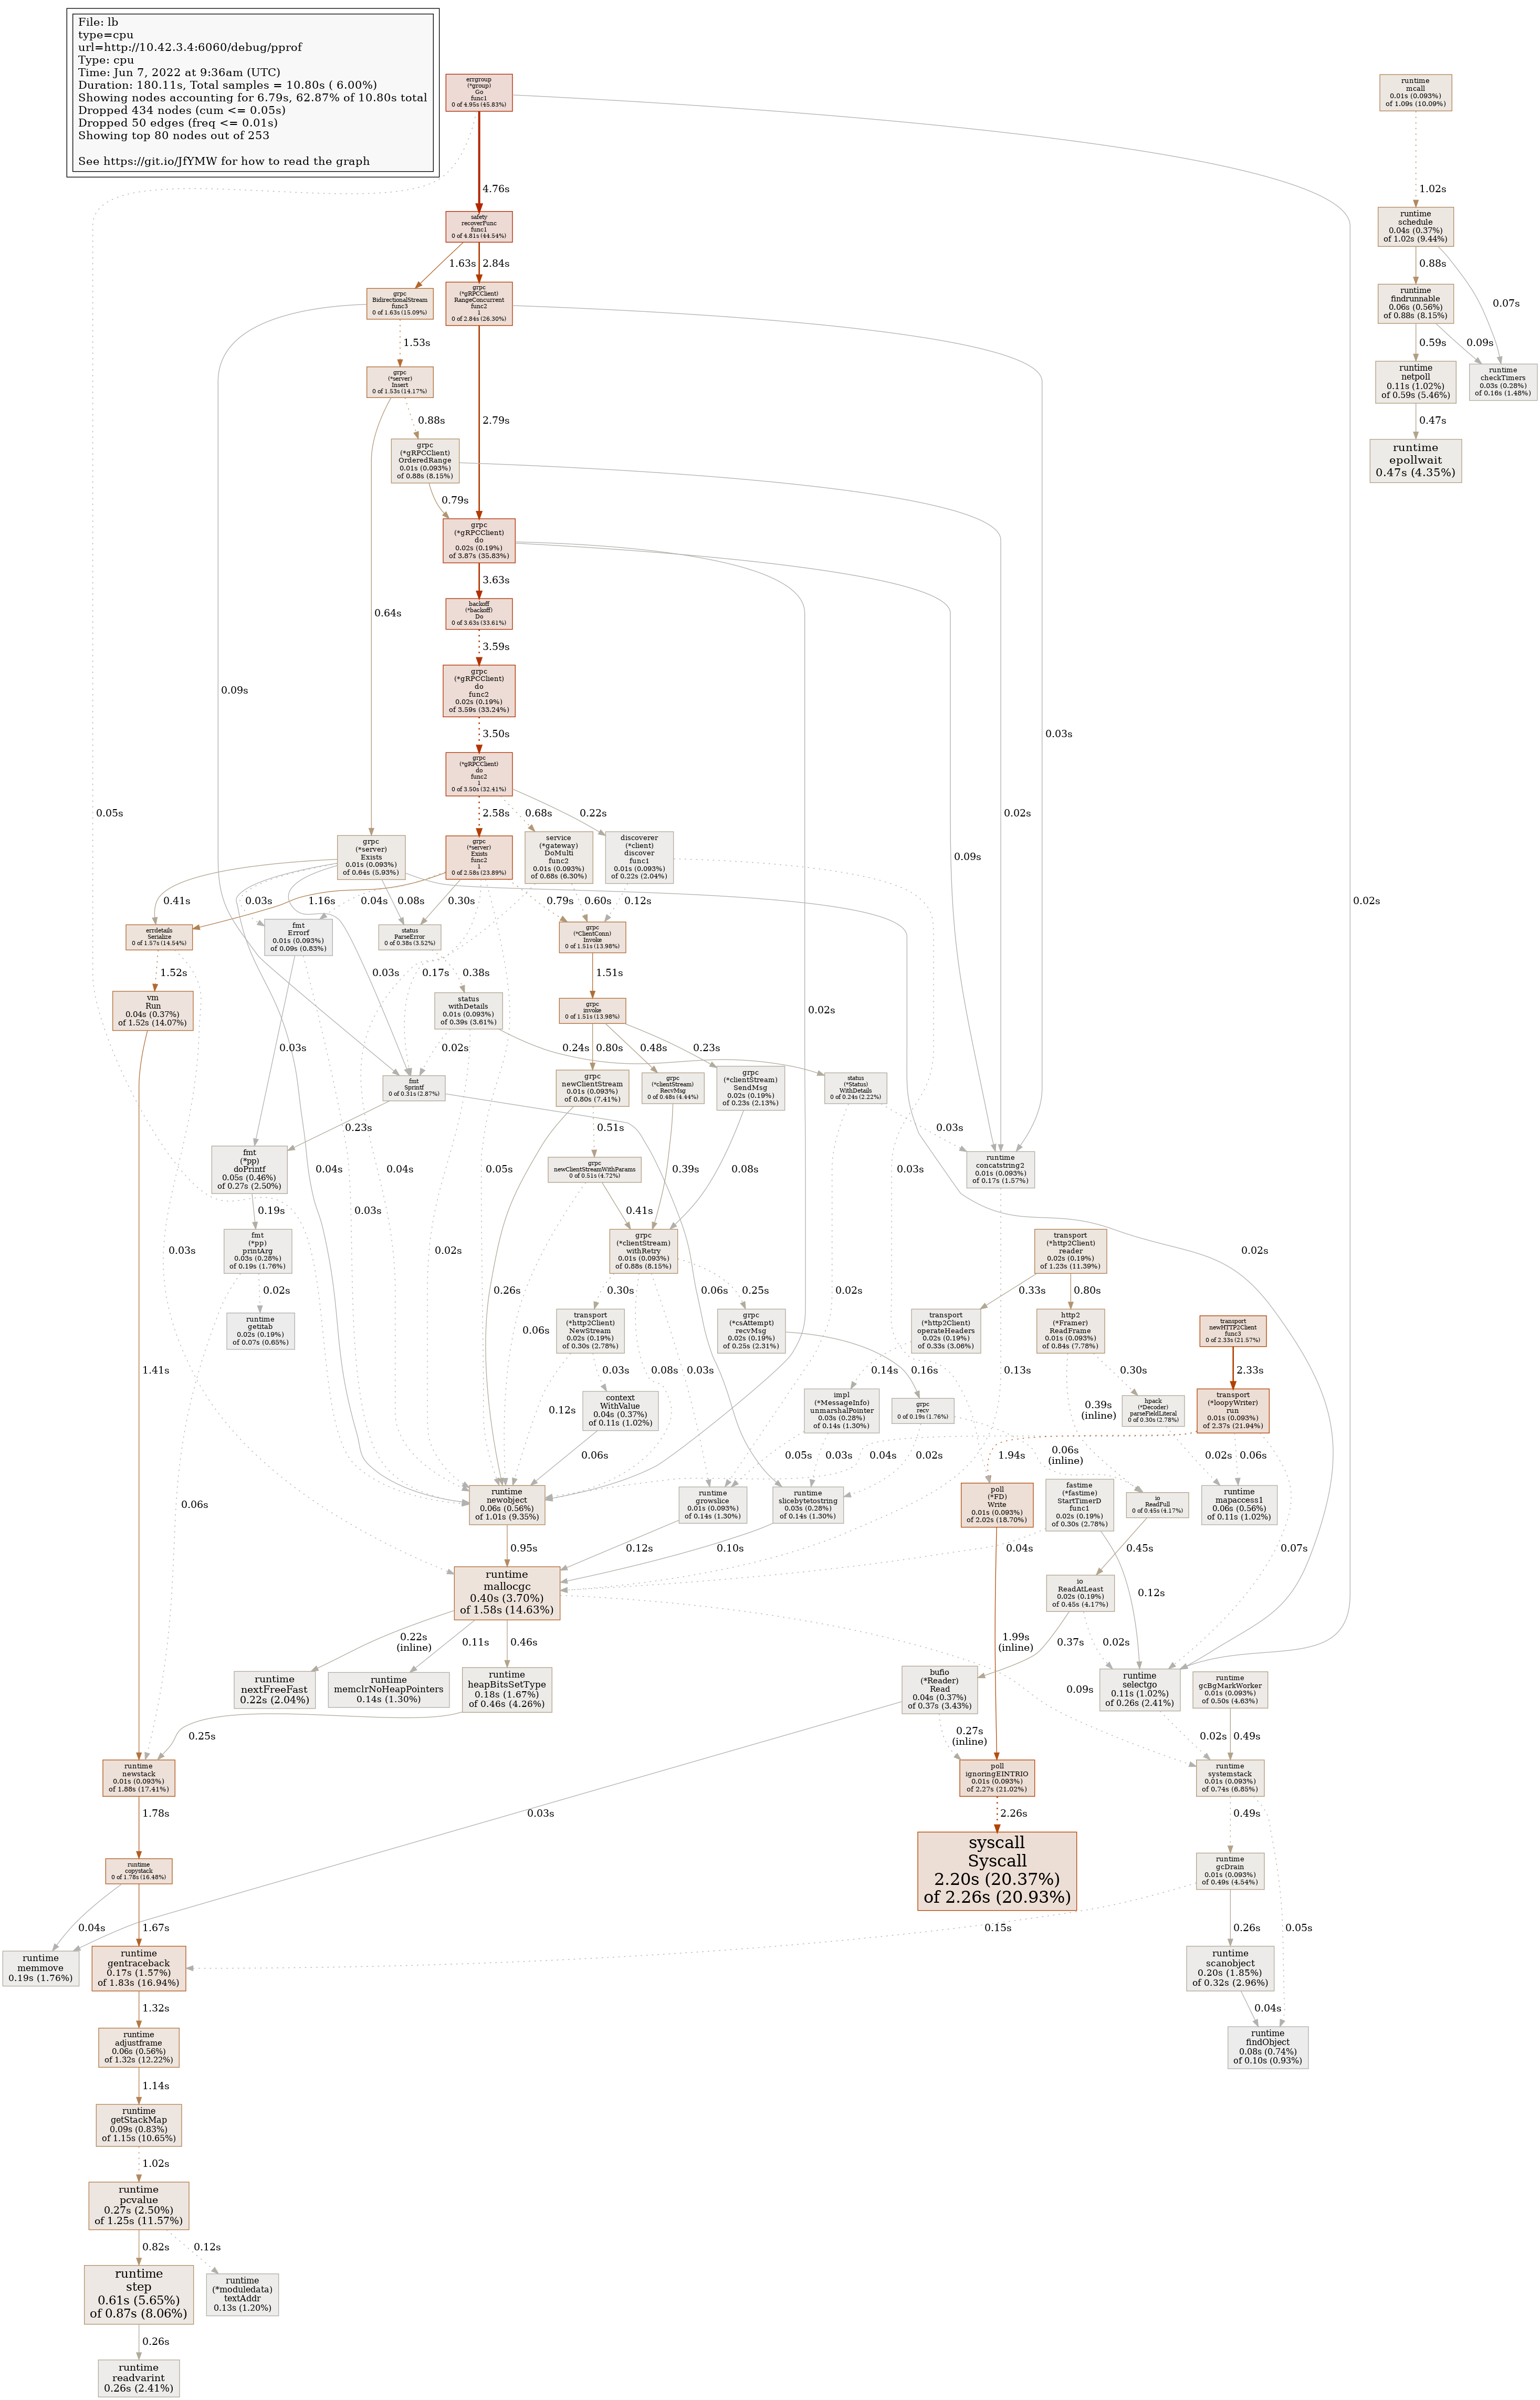 File: lb
type=cpu
url=http://10.42.3.4:6060/debug/pprof
Type: cpu
Time: Jun 7, 2022 at 9:36am (UTC)
Duration: 180.11s, Total samples = 10.80s ( 6.00%)
Showing nodes accounting for 6.79s, 62.87% of 10.80s total
Dropped 434 nodes (cum <= 0.05s)
Dropped 50 edges (freq <= 0.01s)
Showing top 80 nodes out of 253
See https://git.io/JfYMW for how to read the graph
errgroup
(*group)
Go
func1
0 of 4.95s (45.83%)
runtime
mcall
0.01s (0.093%)
of 1.09s (10.09%)
4.76s
1.02s
safety
recoverFunc
func1
0 of 4.81s (44.54%)
runtime
schedule
0.04s (0.37%)
of 1.02s (9.44%)
1.63s
2.84s
0.88s
0.07s
grpc
BidirectionalStream
func3
0 of 1.63s (15.09%)
grpc
(*gRPCClient)
RangeConcurrent
func2
1
0 of 2.84s (26.30%)
runtime
findrunnable
0.06s (0.56%)
of 0.88s (8.15%)
1.53s
0.59s
0.09s
grpc
(*server)
Insert
0 of 1.53s (14.17%)
runtime
netpoll
0.11s (1.02%)
of 0.59s (5.46%)
runtime
checkTimers
0.03s (0.28%)
of 0.16s (1.48%)
0.88s
2.79s
0.47s
grpc
(*gRPCClient)
OrderedRange
0.01s (0.093%)
of 0.88s (8.15%)
runtime
epollwait
0.47s (4.35%)
0.79s
grpc
(*gRPCClient)
do
0.02s (0.19%)
of 3.87s (35.83%)
3.63s
0.64s
backoff
(*backoff)
Do
0 of 3.63s (33.61%)
3.59s
grpc
(*gRPCClient)
do
func2
0.02s (0.19%)
of 3.59s (33.24%)
0.09s
3.50s
0.03s
grpc
(*gRPCClient)
do
func2
1
0 of 3.50s (32.41%)
0.05s
2.58s
0.68s
0.22s
0.02s
grpc
(*server)
Exists
0.01s (0.093%)
of 0.64s (5.93%)
grpc
(*server)
Exists
func2
1
0 of 2.58s (23.89%)
service
(*gateway)
DoMulti
func2
0.01s (0.093%)
of 0.68s (6.30%)
discoverer
(*client)
discover
func1
0.01s (0.093%)
of 0.22s (2.04%)
0.09s
0.41s
0.03s
1.16s
0.04s
0.08s
0.30s
0.79s
0.60s
0.12s
0.02s
errdetails
Serialize
0 of 1.57s (14.54%)
fmt
Errorf
0.01s (0.093%)
of 0.09s (0.83%)
status
ParseError
0 of 0.38s (3.52%)
grpc
(*ClientConn)
Invoke
0 of 1.51s (13.98%)
1.52s
0.03s
0.17s
0.38s
1.51s
vm
Run
0.04s (0.37%)
of 1.52s (14.07%)
status
withDetails
0.01s (0.093%)
of 0.39s (3.61%)
grpc
invoke
0 of 1.51s (13.98%)
0.02s
0.03s
0.02s
0.24s
0.80s
0.48s
0.23s
fmt
Sprintf
0 of 0.31s (2.87%)
grpc
newClientStream
0.01s (0.093%)
of 0.80s (7.41%)
grpc
(*clientStream)
RecvMsg
0 of 0.48s (4.44%)
grpc
(*clientStream)
SendMsg
0.02s (0.19%)
of 0.23s (2.13%)
status
(*Status)
WithDetails
0 of 0.24s (2.22%)
0.23s
0.51s
0.03s
fmt
(*pp)
doPrintf
0.05s (0.46%)
of 0.27s (2.50%)
0.04s
0.04s
0.05s
grpc
newClientStreamWithParams
0 of 0.51s (4.72%)
0.39s
0.08s
0.03s
runtime
concatstring2
0.01s (0.093%)
of 0.17s (1.57%)
0.19s
0.03s
0.41s
fmt
(*pp)
printArg
0.03s (0.28%)
of 0.19s (1.76%)
0.03s
0.02s
grpc
(*clientStream)
withRetry
0.01s (0.093%)
of 0.88s (8.15%)
transport
(*http2Client)
reader
0.02s (0.19%)
of 1.23s (11.39%)
0.02s
0.02s
0.26s
0.30s
0.25s
0.06s
0.02s
0.33s
0.80s
runtime
getitab
0.02s (0.19%)
of 0.07s (0.65%)
0.06s
transport
(*http2Client)
NewStream
0.02s (0.19%)
of 0.30s (2.78%)
grpc
(*csAttempt)
recvMsg
0.02s (0.19%)
of 0.25s (2.31%)
transport
(*http2Client)
operateHeaders
0.02s (0.19%)
of 0.33s (3.06%)
http2
(*Framer)
ReadFrame
0.01s (0.093%)
of 0.84s (7.78%)
transport
newHTTP2Client
func3
0 of 2.33s (21.57%)
1.41s
0.03s
0.08s
0.03s
0.14s
0.16s
0.13s
0.30s
2.33s
0.12s
context
WithValue
0.04s (0.37%)
of 0.11s (1.02%)
impl
(*MessageInfo)
unmarshalPointer
0.03s (0.28%)
of 0.14s (1.30%)
grpc
recv
0 of 0.19s (1.76%)
0.39s
(inline)
hpack
(*Decoder)
parseFieldLiteral
0 of 0.30s (2.78%)
transport
(*loopyWriter)
run
0.01s (0.093%)
of 2.37s (21.94%)
0.06s
0.05s
0.03s
0.02s
0.04s
1.94s
0.06s
(inline)
0.02s
0.06s
0.06s
runtime
newobject
0.06s (0.56%)
of 1.01s (9.35%)
runtime
growslice
0.01s (0.093%)
of 0.14s (1.30%)
runtime
slicebytetostring
0.03s (0.28%)
of 0.14s (1.30%)
poll
(*FD)
Write
0.01s (0.093%)
of 2.02s (18.70%)
fastime
(*fastime)
StartTimerD
func1
0.02s (0.19%)
of 0.30s (2.78%)
io
ReadFull
0 of 0.45s (4.17%)
runtime
mapaccess1
0.06s (0.56%)
of 0.11s (1.02%)
0.95s
0.12s
0.10s
0.04s
0.45s
0.07s
runtime
mallocgc
0.40s (3.70%)
of 1.58s (14.63%)
io
ReadAtLeast
0.02s (0.19%)
of 0.45s (4.17%)
0.12s
0.22s
(inline)
0.11s
0.46s
1.99s
(inline)
0.37s
0.02s
runtime
nextFreeFast
0.22s (2.04%)
runtime
memclrNoHeapPointers
0.14s (1.30%)
runtime
heapBitsSetType
0.18s (1.67%)
of 0.46s (4.26%)
bufio
(*Reader)
Read
0.04s (0.37%)
of 0.37s (3.43%)
0.09s
runtime
selectgo
0.11s (1.02%)
of 0.26s (2.41%)
runtime
gcBgMarkWorker
0.01s (0.093%)
of 0.50s (4.63%)
0.25s
0.27s
(inline)
0.02s
0.49s
runtime
newstack
0.01s (0.093%)
of 1.88s (17.41%)
poll
ignoringEINTRIO
0.01s (0.093%)
of 2.27s (21.02%)
runtime
systemstack
0.01s (0.093%)
of 0.74s (6.85%)
1.78s
0.03s
2.26s
0.49s
runtime
copystack
0 of 1.78s (16.48%)
syscall
Syscall
2.20s (20.37%)
of 2.26s (20.93%)
runtime
gcDrain
0.01s (0.093%)
of 0.49s (4.54%)
0.04s
1.67s
0.15s
0.26s
0.05s
runtime
memmove
0.19s (1.76%)
runtime
gentraceback
0.17s (1.57%)
of 1.83s (16.94%)
runtime
scanobject
0.20s (1.85%)
of 0.32s (2.96%)
1.32s
0.04s
runtime
adjustframe
0.06s (0.56%)
of 1.32s (12.22%)
runtime
findObject
0.08s (0.74%)
of 0.10s (0.93%)
1.14s
runtime
getStackMap
0.09s (0.83%)
of 1.15s (10.65%)
1.02s
runtime
pcvalue
0.27s (2.50%)
of 1.25s (11.57%)
0.82s
0.12s
runtime
step
0.61s (5.65%)
of 0.87s (8.06%)
runtime
(*moduledata)
textAddr
0.13s (1.20%)
0.26s
runtime
readvarint
0.26s (2.41%)